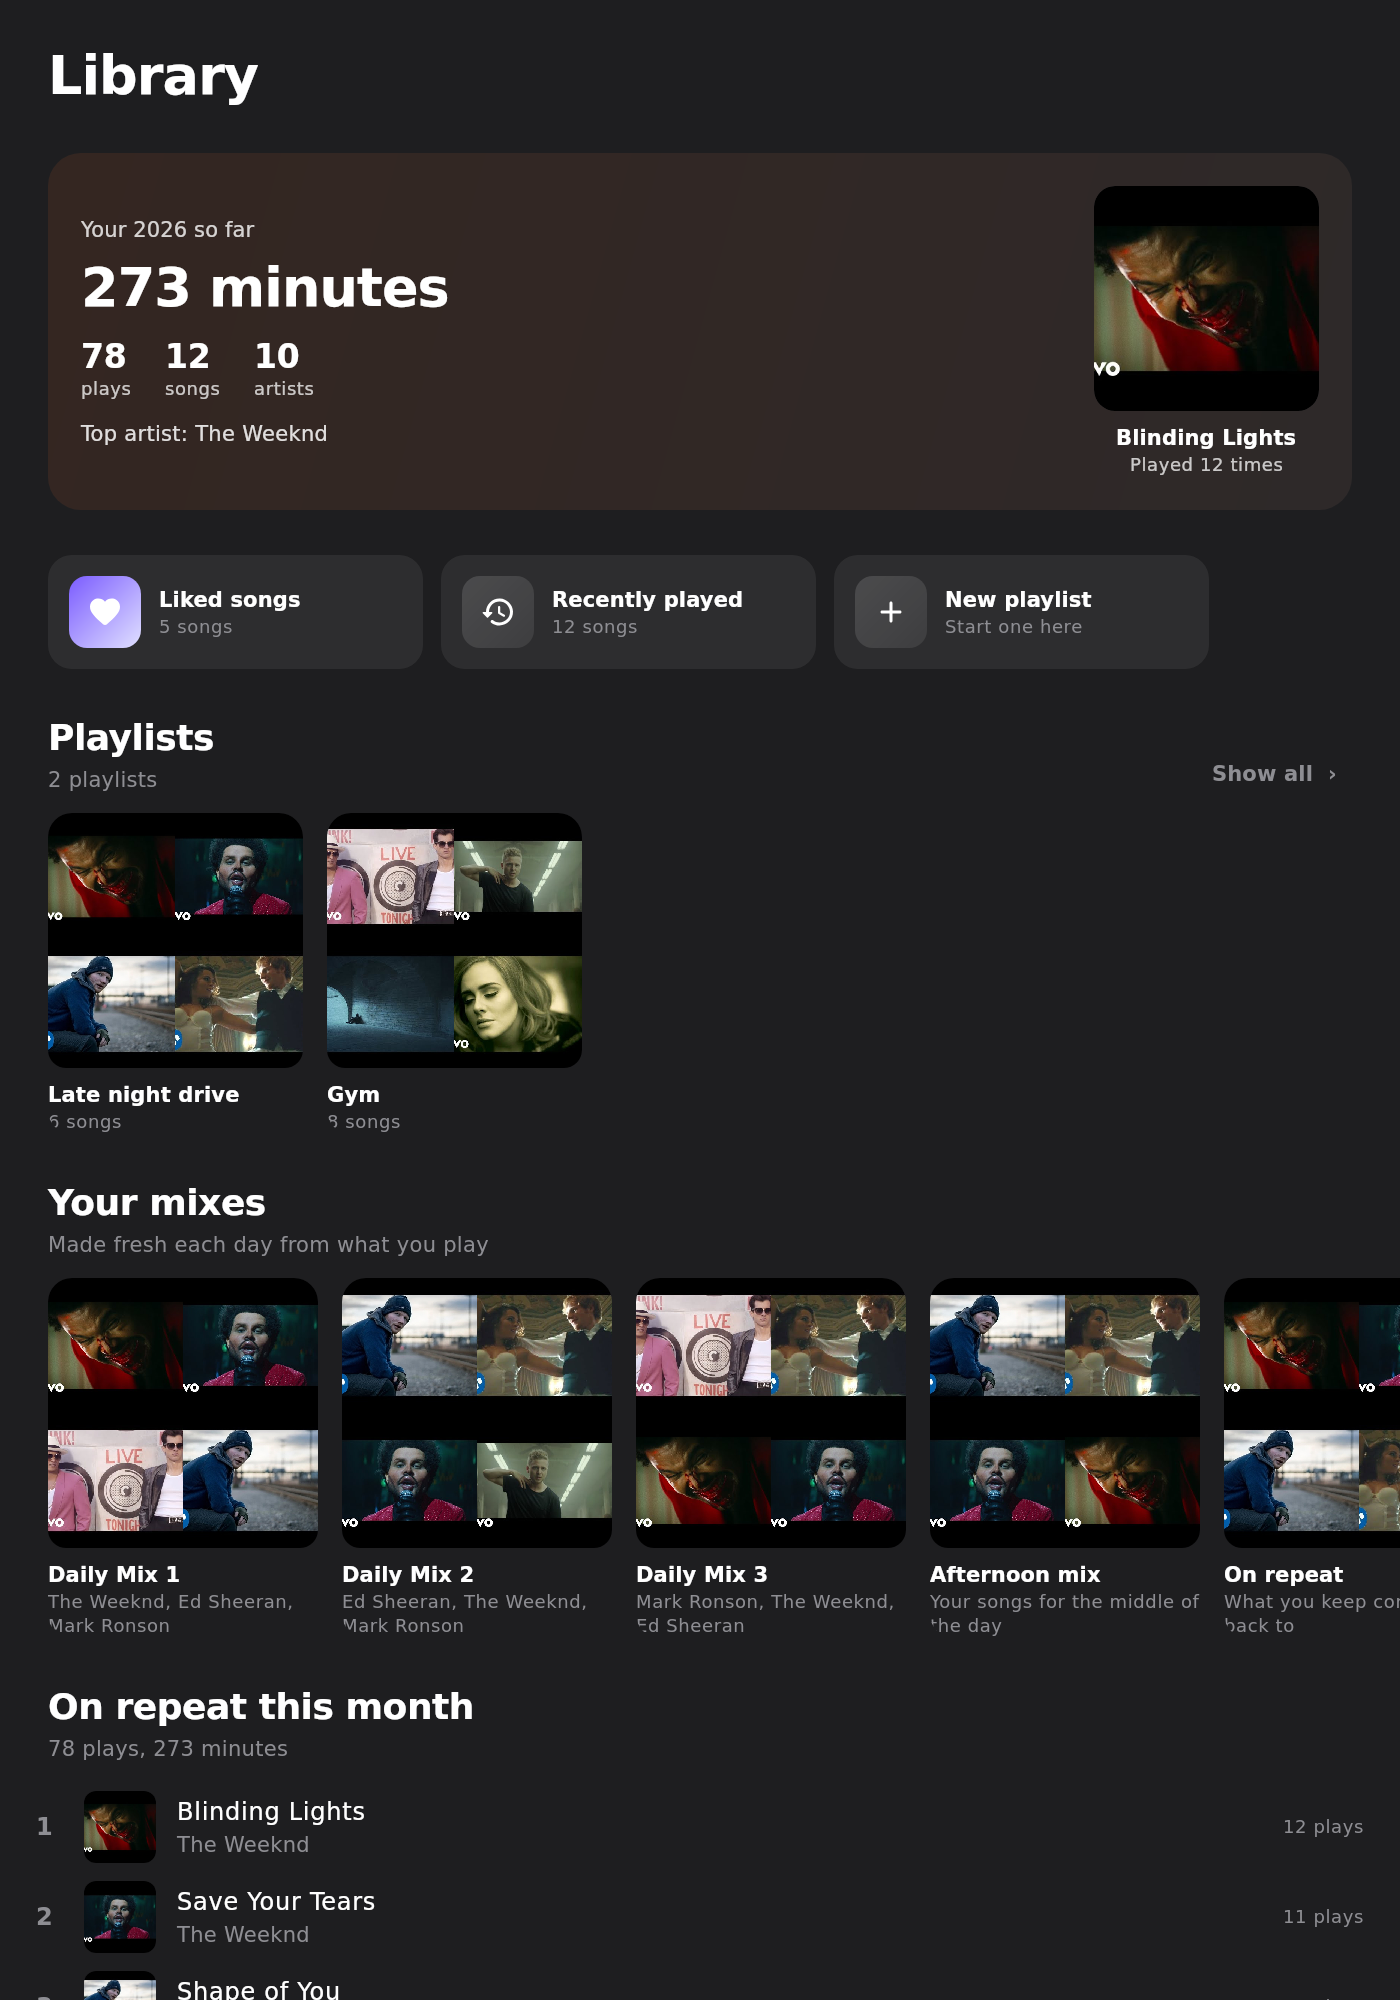 Library
Your 2026 so far
273 minutes
78 12 10
plays songs artists
Top artist: The Weeknd
Blinding Lights
Played 12 times
Liked songs
5 songs
Recently played
12 songs
New playlist
Start one here
Playlists
2 playlists
Show all ›
LIVE
TONIGH
Late night drive
songs
Gym
songs
Your mixes
Made fresh each day from what you play
Daily Mix 1
The Weeknd, Ed Sheeran,
Mark Ronson
Daily Mix 2
Ed Sheeran, The Weeknd,
Mark Ronson
Daily Mix 3
Mark Ronson, The Weeknd,
Ed Sheeran
Afternoon mix
Your songs for the middle of
the day
On repeat
What you keep
back to
On repeat this month
78 plays, 273 minutes
1
Blinding Lights
The Weeknd
12 plays
2
Save Your Tears
The Weeknd
11 plays
Shape of You